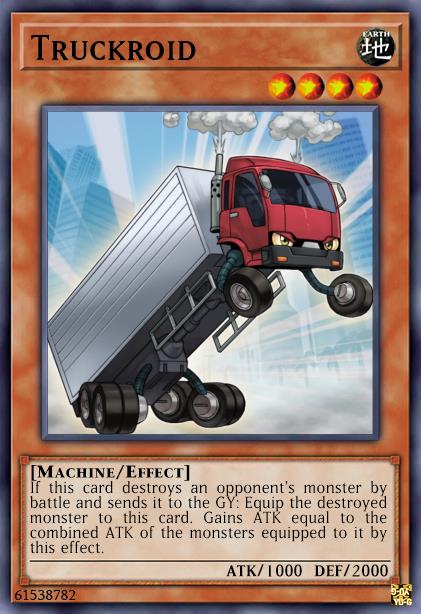 TRUCKROID
EARTH
地
[MACHINE/EFFECT]
If this card destroys an opponent's monster by
battle and sends it to the GY: Equip the destroyed
monster to this card. Gains ATK equal to the
combined ATK of the monsters equipped to it by
this effect.
ATK/1000 DEF/2000
61538782